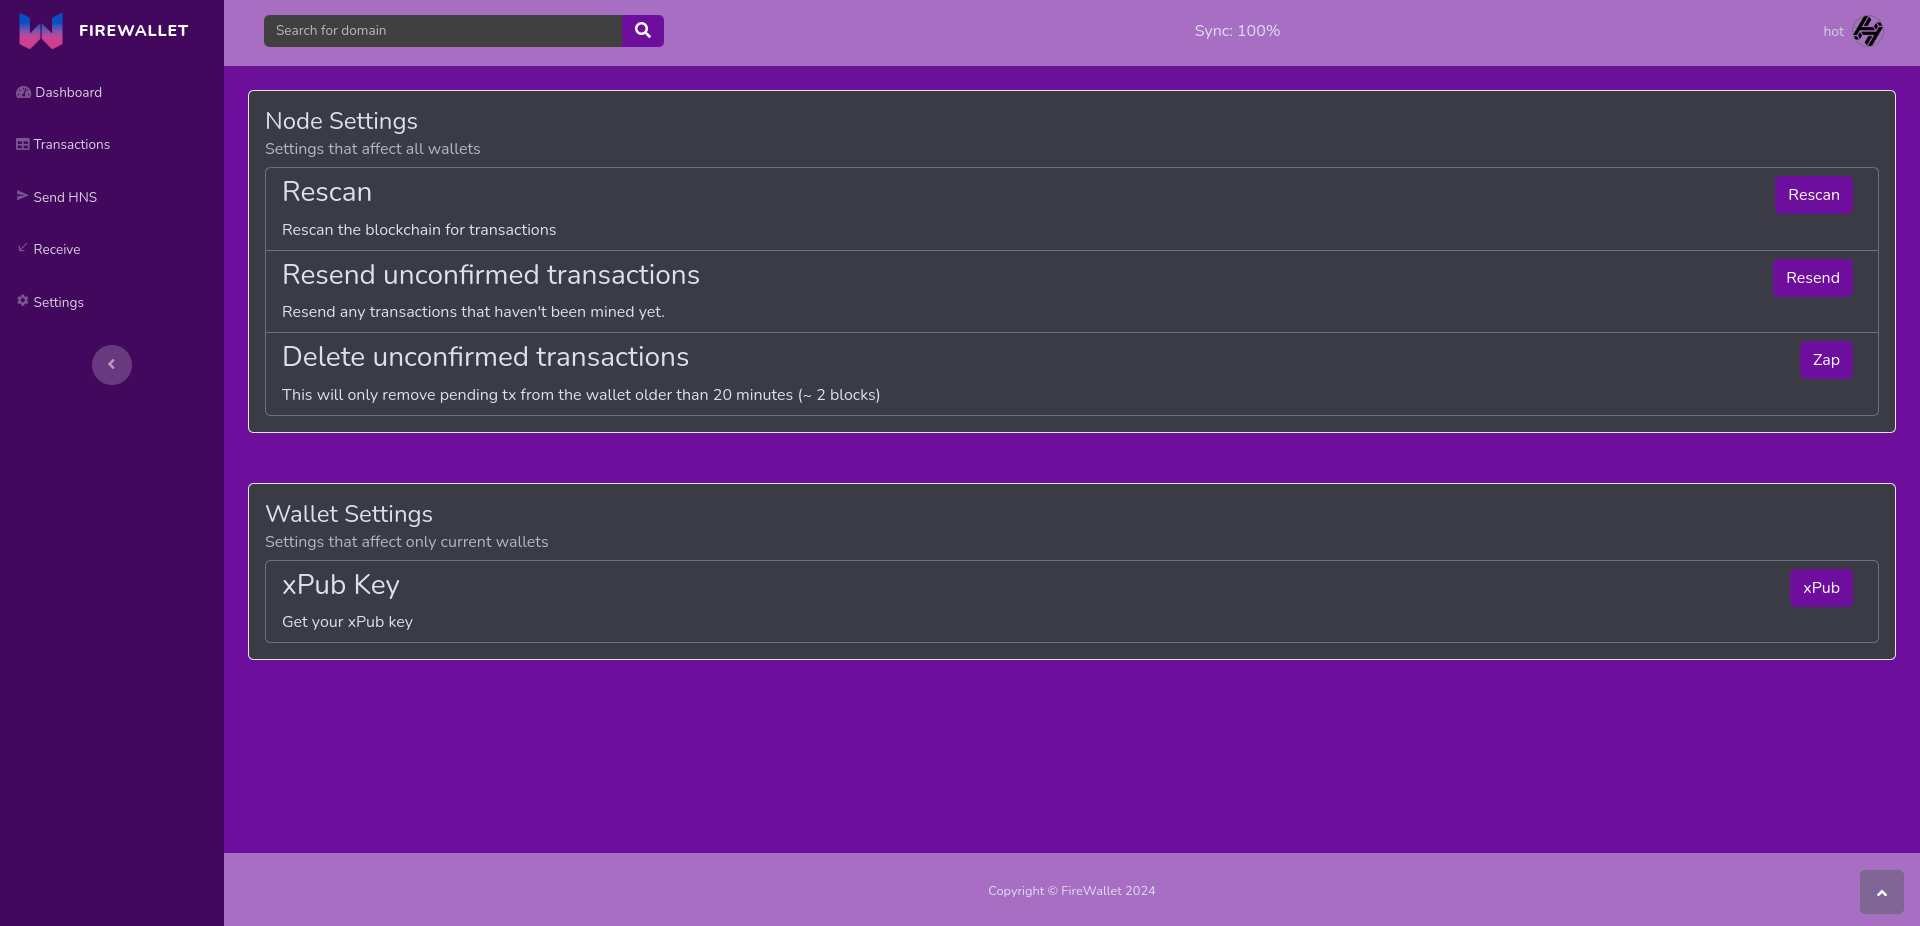 FIREWALLET
Dashboard
Transactions
Send HNS
Receive
Settings
Search for domain
Sync: 100%
hot
Node Settings
Settings that affect all wallets
Rescan
Rescan
Rescan the blockchain for transactions
Resend unconfirmed transactions
Resend
Resend any transactions that haven't been mined yet.
Delete unconfirmed transactions
Zap
This will only remove pending tx from the wallet older than 20 minutes (~ 2 blocks)
Wallet Settings
Settings that affect only current wallets
xPub Key
xPub
Get your xPub key
Copyright © FireWallet 2024